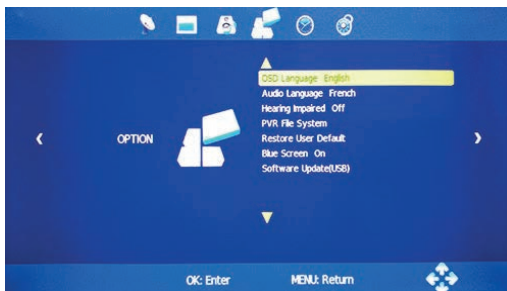 OPTION
OSD Language English
Audio Language French
Hearing Impaired Off
PVR File System
Restore User Default
Blue Screen On
Software Update(USB)
OK: Enter MENU: Return